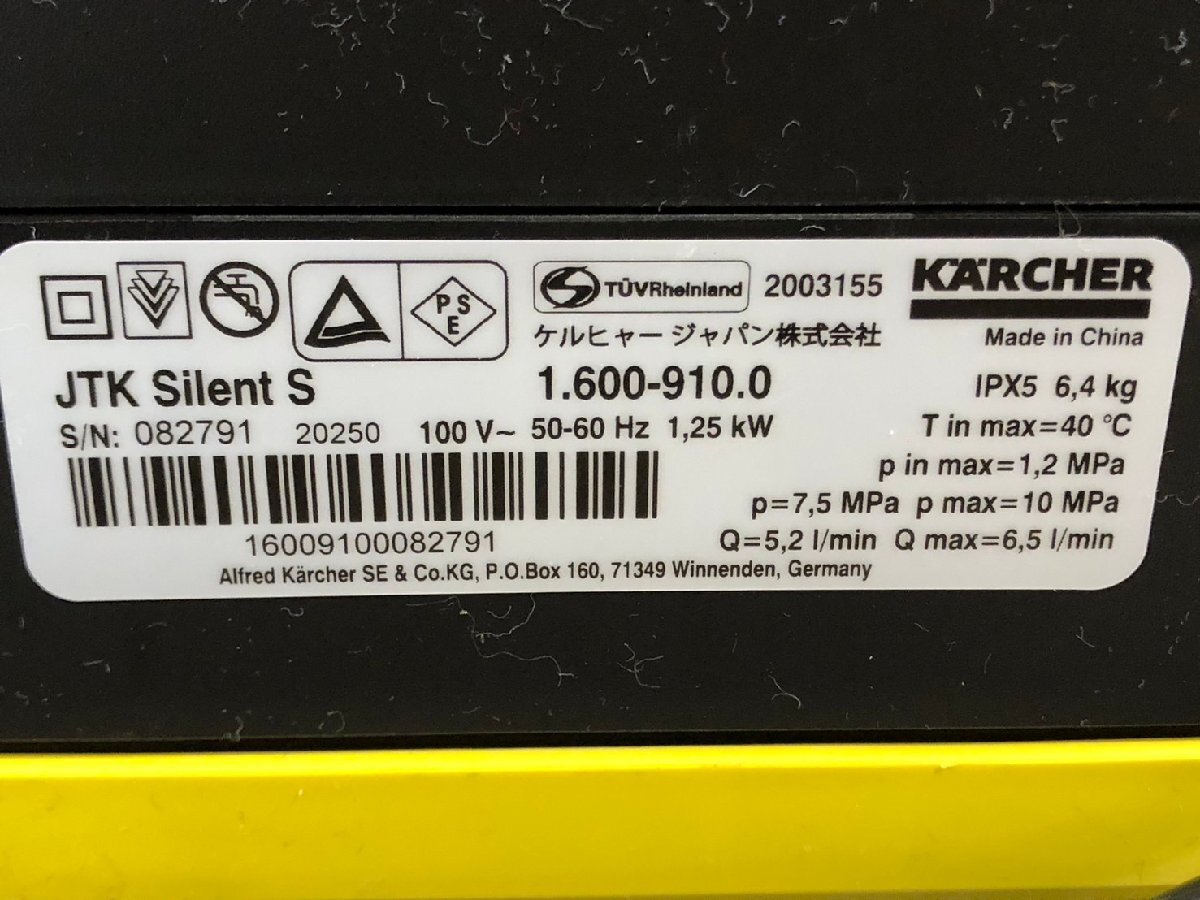 PSE
TÜVRheinland 2003155
KÄRCHER
ケルヒャー ジャパン株式会社
Made in China
JTK Silent S 1.600-910.0
IPX5 6,4 kg
S/N: 082791 20250 100 V~ 50-60 Hz 1,25 kW
T in max=40 °C
p in max=1,2 MPa
p=7,5 MPa p max=10 MPa
16009100082791
Q=5,2 l/min Q max=6,5 l/min
Alfred Kärcher SE & Co.KG, P.O.Box 160, 71349 Winnenden, Germany